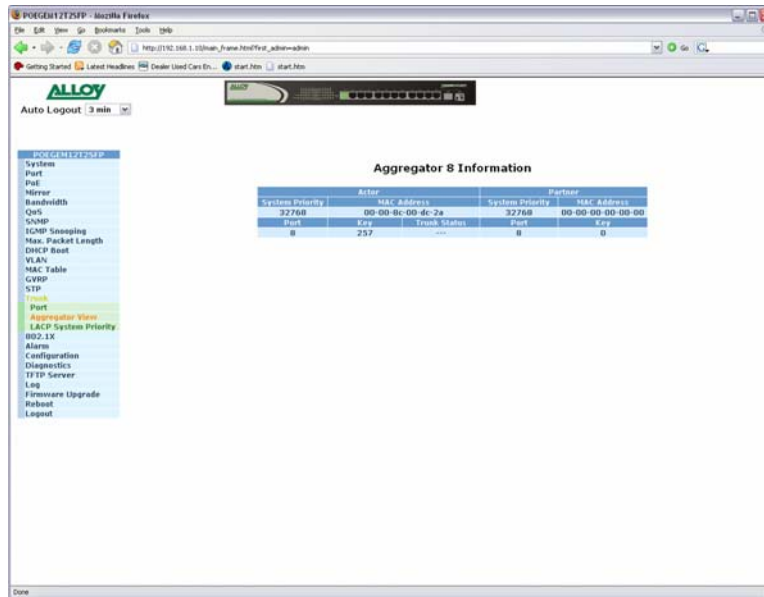 POEGEM12T2SFP - Mozilla Firefox
File Edit View Go Bookmarks Tools Help
http://192.168.1.10/main_frame.html?first_admin=admin
Go
Getting Started Latest Headlines Dealer Used Cars En... start.htm start.htm
ALLOY
Auto Logout 3 min
ALLOY
POEGEM12T2SFP
System
Port
PoE
Mirror
Bandwidth
QoS
SNMP
IGMP Snooping
Max. Packet Length
DHCP Boot
VLAN
MAC Table
GVRP
STP
Trunk
Port
Aggregator View
LACP System Priority
802.1X
Alarm
Configuration
Diagnostics
TFTP Server
Log
Firmware Upgrade
Reboot
Logout
Aggregator 8 Information
Actor Partner
System Priority MAC Address System Priority MAC Address
32768 00-00-8c-00-dc-2a 32768 00-00-00-00-00-00
Port Key Trunk Status Port Key
8 257 --- 8 0
Done